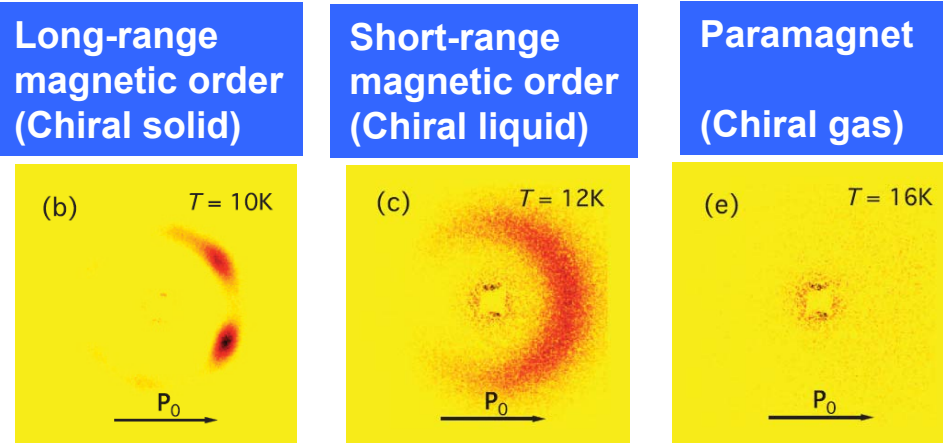 Long-range
magnetic order
(Chiral solid)
Short-range
magnetic order
(Chiral liquid)
Paramagnet
(Chiral gas)
(b) T = 10K
P₀
(c) T = 12K
P₀
(e) T = 16K
P₀